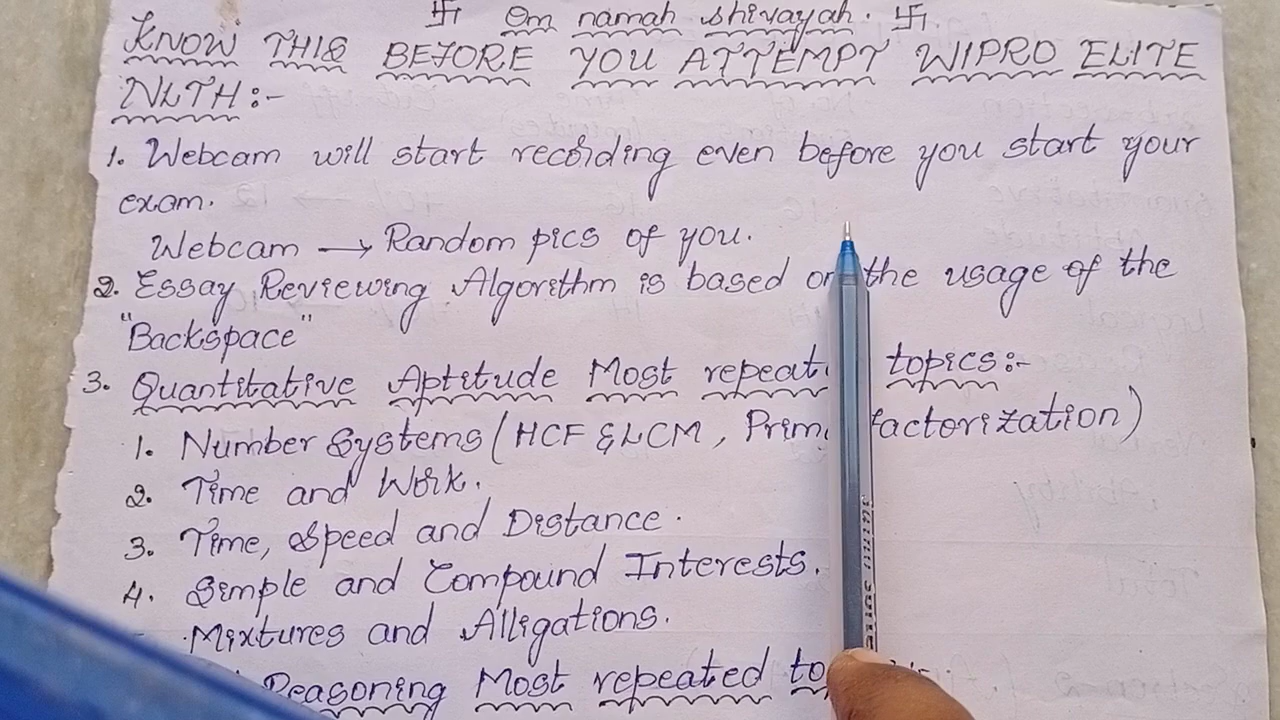 卐 Om namah shivayah. 卐
KNOW THIS BEFORE YOU ATTEMPT WIPRO ELITE
NLTH:-
1. Webcam will start recording even before you start your
exam.
Webcam → Random pics of you.
2. Essay Reviewing Algorithm is based on the usage of the
"Backspace"
3. Quantitative Aptitude Most repeat topics:-
1. Number Systems (HCF & LCM, Prim factorization)
2. Time and Work.
3. Time, Speed and Distance.
4. Simple and Compound Interests.
Mixtures and Alligations.
Reasoning Most repeated to